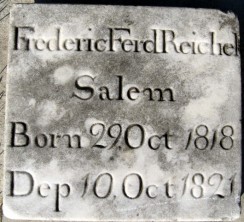 Frederic Ferd Reichel
Salem
Born 29. Oct 1818
Dep 10. Oct 1821